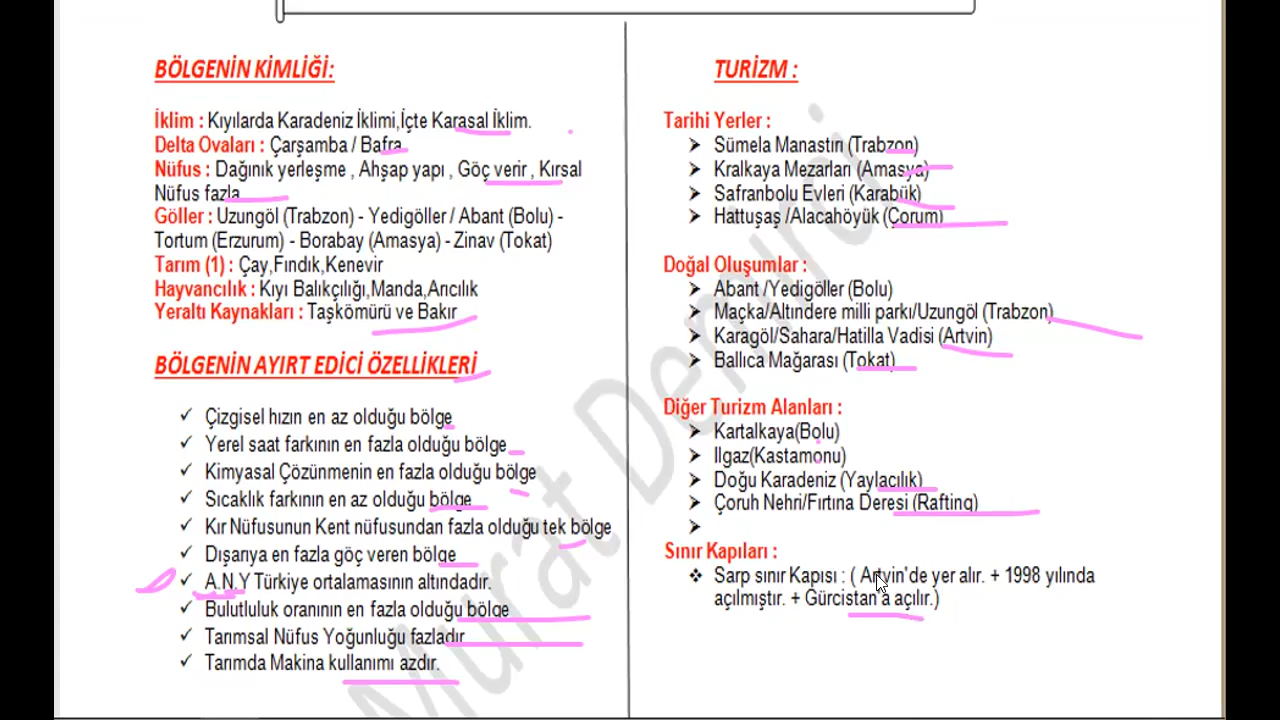 BÖLGENİN KİMLİĞİ:
İklim : Kıyılarda Karadeniz İklimi,İçte Karasal İklim.
Delta Ovaları : Çarşamba / Bafra
Nüfus : Dağınık yerleşme , Ahşap yapı , Göç verir , Kırsal
Nüfus fazla
Göller : Uzungöl (Trabzon) - Yedigöller / Abant (Bolu) -
Tortum (Erzurum) - Borabay (Amasya) - Zinav (Tokat)
Tarım (1) : Çay,Fındık,Kenevir
Hayvancılık : Kıyı Balıkçılığı,Manda,Arıcılık
Yeraltı Kaynakları : Taşkömürü ve Bakır
BÖLGENİN AYIRT EDİCİ ÖZELLİKLERİ
✓ Çizgisel hızın en az olduğu bölge
✓ Yerel saat farkının en fazla olduğu bölge
✓ Kimyasal Çözünmenin en fazla olduğu bölge
✓ Sıcaklık farkının en az olduğu bölge
✓ Kır Nüfusunun Kent nüfusundan fazla olduğu tek bölge
✓ Dışarıya en fazla göç veren bölge
✓ A.N.Y Türkiye ortalamasının altındadır.
✓ Bulutluluk oranının en fazla olduğu bölge
✓ Tarımsal Nüfus Yoğunluğu fazladır
✓ Tarımda Makina kullanımı azdır.
TURİZM :
Tarihi Yerler :
➤ Sümela Manastırı (Trabzon)
➤ Kralkaya Mezarları (Amasya)
➤ Safranbolu Evleri (Karabük)
➤ Hattuşaş /Alacahöyük (Çorum)
Doğal Oluşumlar :
➤ Abant /Yedigöller (Bolu)
➤ Maçka/Altındere milli parkı/Uzungöl (Trabzon)
➤ Karagöl/Sahara/Hatilla Vadisi (Artvin)
➤ Ballıca Mağarası (Tokat)
Diğer Turizm Alanları :
➤ Kartalkaya(Bolu)
➤ Ilgaz(Kastamonu)
➤ Doğu Karadeniz (Yaylacılık)
➤ Çoruh Nehri/Fırtına Deresi (Rafting)
➤
Sınır Kapıları :
❖ Sarp sınır Kapısı : ( Artvin'de yer alır. + 1998 yılında
açılmıştır. + Gürcistan'a açılır.)
Murat Demirci